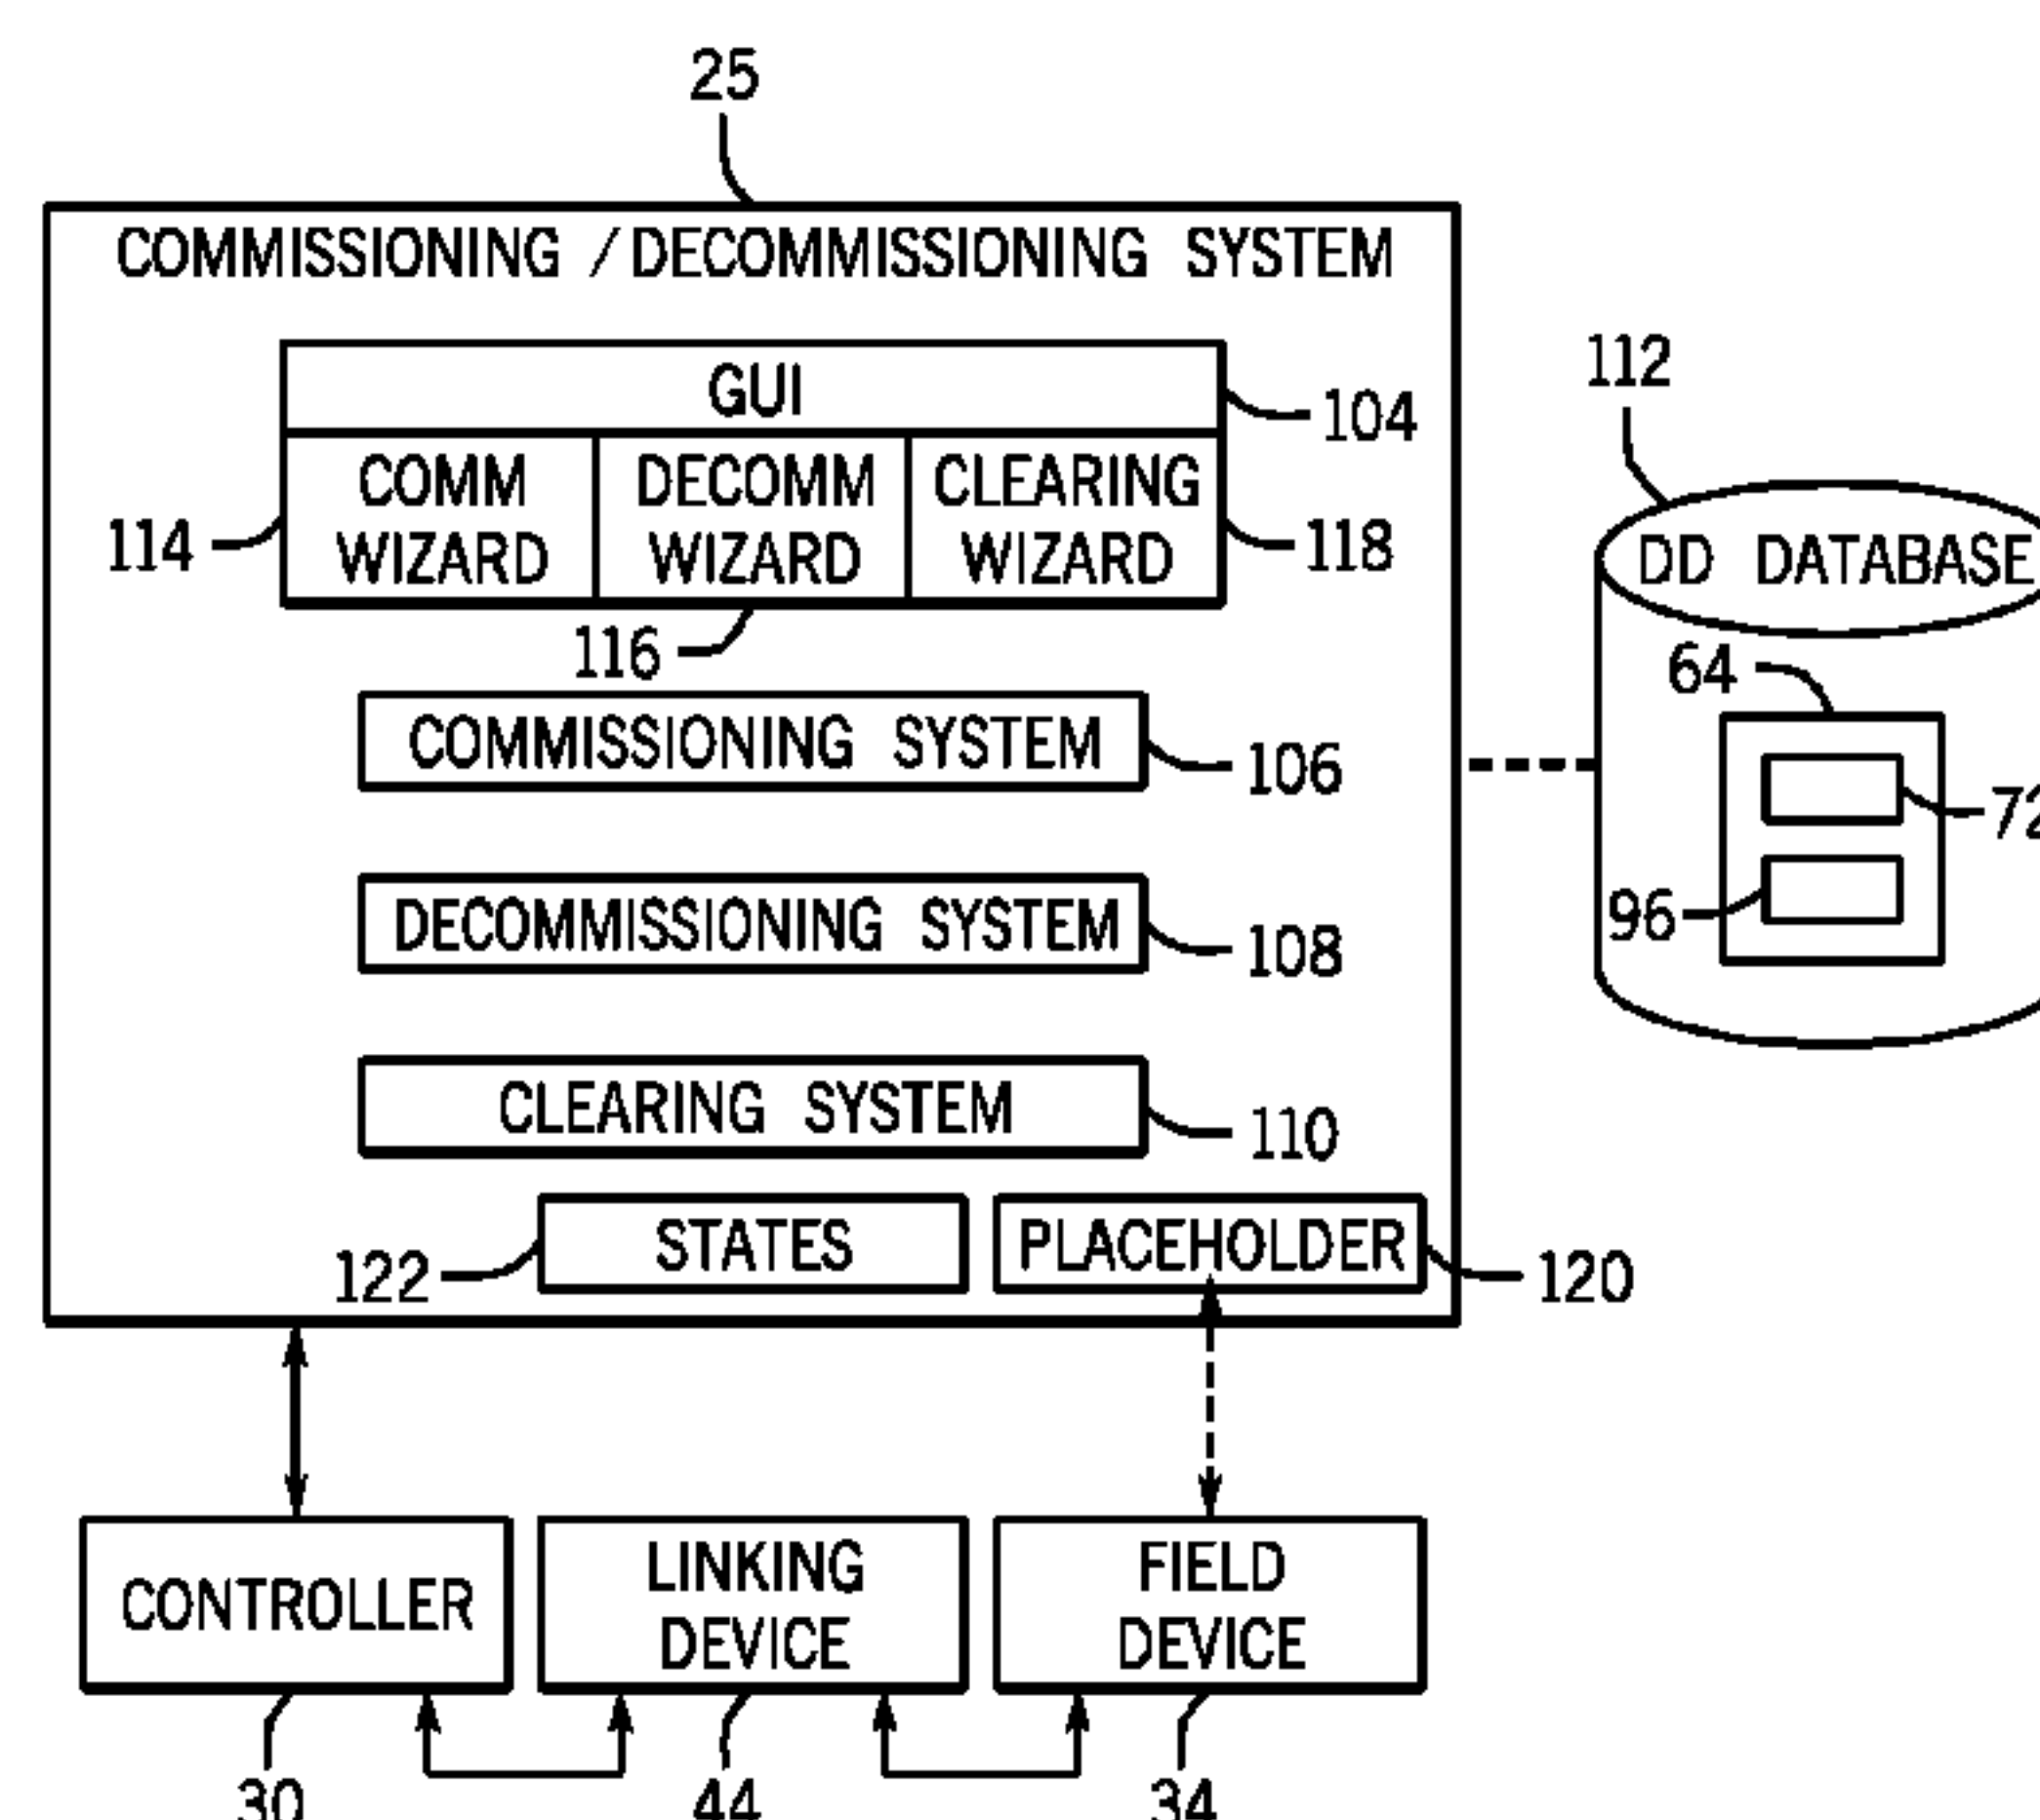 25
COMMISSIONING /DECOMMISSIONING SYSTEM
GUI
104
COMM WIZARD
DECOMM WIZARD
CLEARING WIZARD
114
118
116
COMMISSIONING SYSTEM
106
DECOMMISSIONING SYSTEM
108
CLEARING SYSTEM
110
STATES
122
PLACEHOLDER
120
112
DD DATABASE
64
72
96
CONTROLLER
LINKING DEVICE
FIELD DEVICE
30
44
34